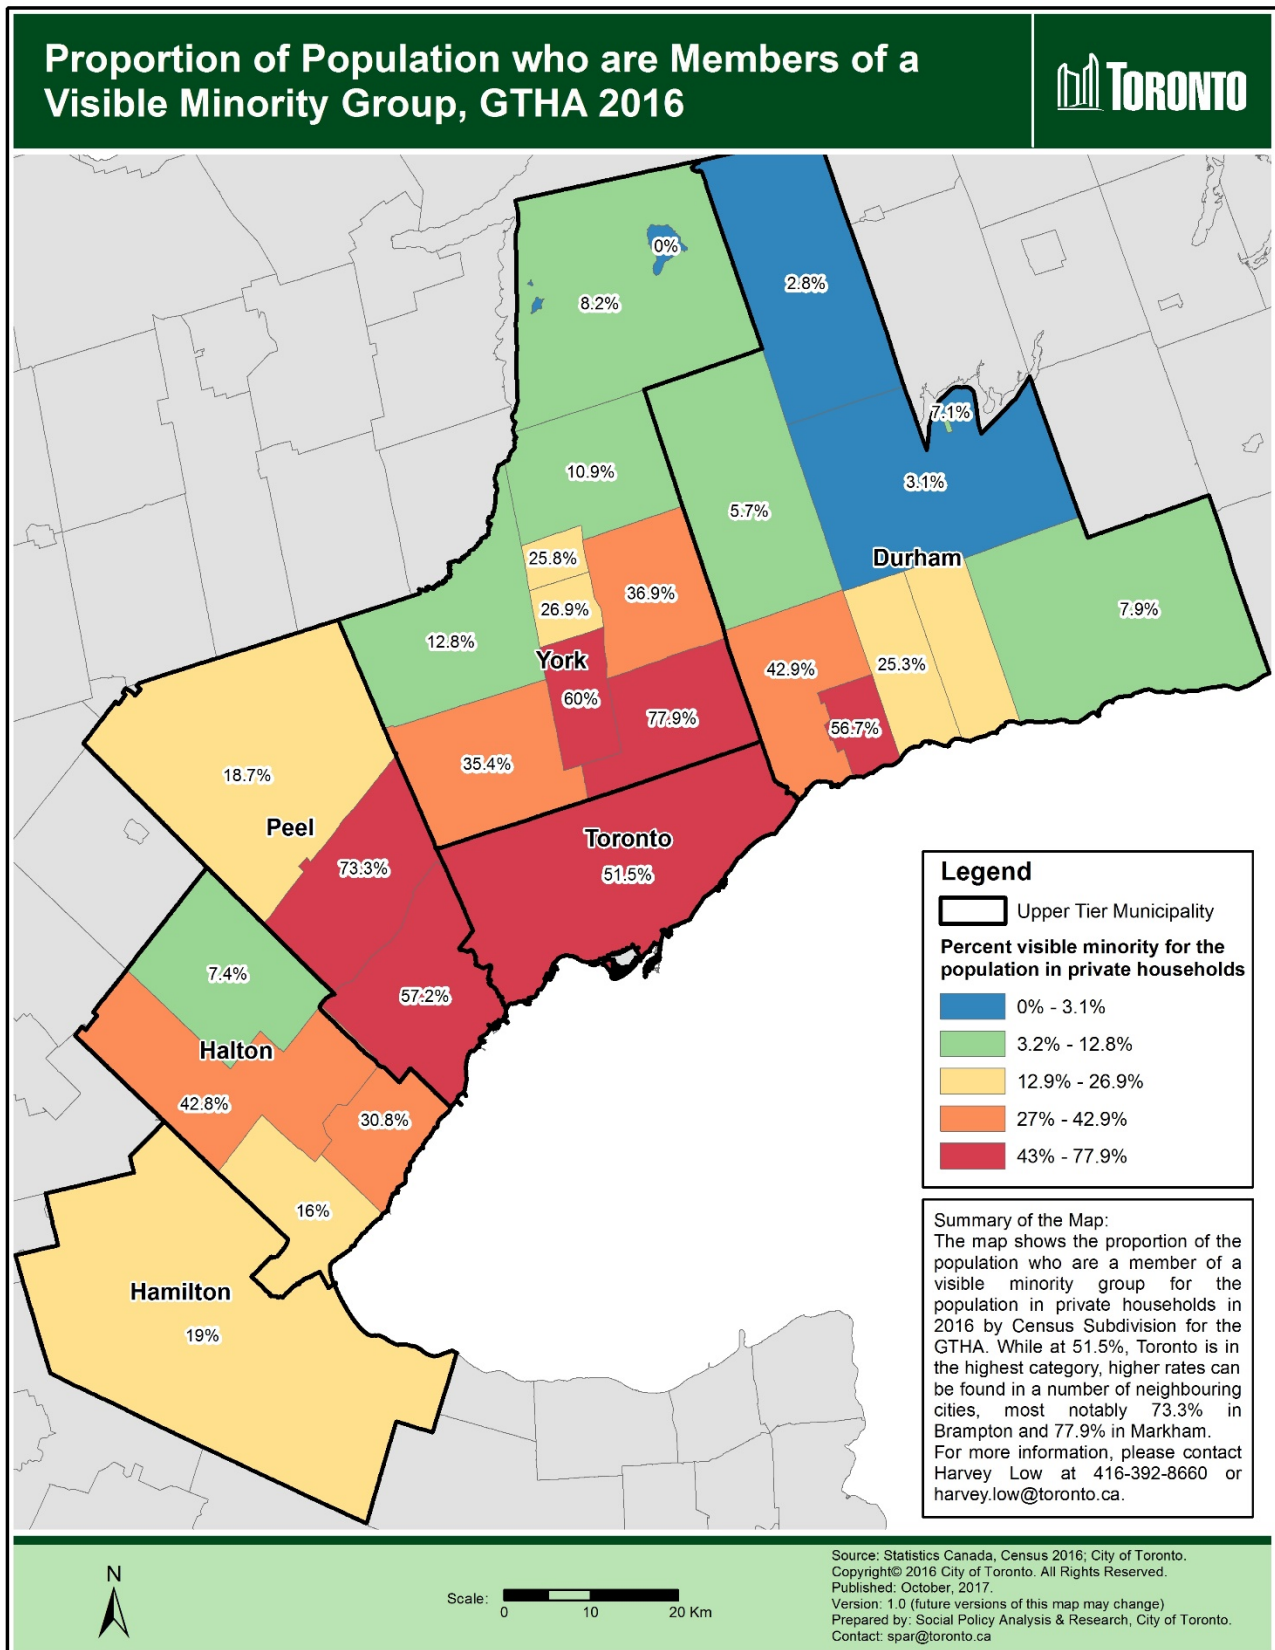 Proportion of Population who are Members of a
Visible Minority Group, GTHA 2016
TORONTO
0%
2.8%
8.2%
7.1%
10.9%
3.1%
5.7%
Durham
25.8%
36.9%
26.9%
7.9%
12.8%
York
42.9%
25.3%
60%
77.9%
56.7%
35.4%
18.7%
Peel
Toronto
73.3%
51.5%
7.4%
57.2%
Halton
42.8%
30.8%
16%
Hamilton
19%
Legend
Upper Tier Municipality
Percent visible minority for the
population in private households
0% - 3.1%
3.2% - 12.8%
12.9% - 26.9%
27% - 42.9%
43% - 77.9%
Summary of the Map:
The map shows the proportion of the
population who are a member of a
visible minority group for the
population in private households in
2016 by Census Subdivision for the
GTHA. While at 51.5%, Toronto is in
the highest category, higher rates can
be found in a number of neighbouring
cities, most notably 73.3% in
Brampton and 77.9% in Markham.
For more information, please contact
Harvey Low at 416-392-8660 or
harvey.low@toronto.ca.
N
Scale:
0 10 20 Km
Source: Statistics Canada, Census 2016; City of Toronto.
Copyright© 2016 City of Toronto. All Rights Reserved.
Published: October, 2017.
Version: 1.0 (future versions of this map may change)
Prepared by: Social Policy Analysis & Research, City of Toronto.
Contact: spar@toronto.ca